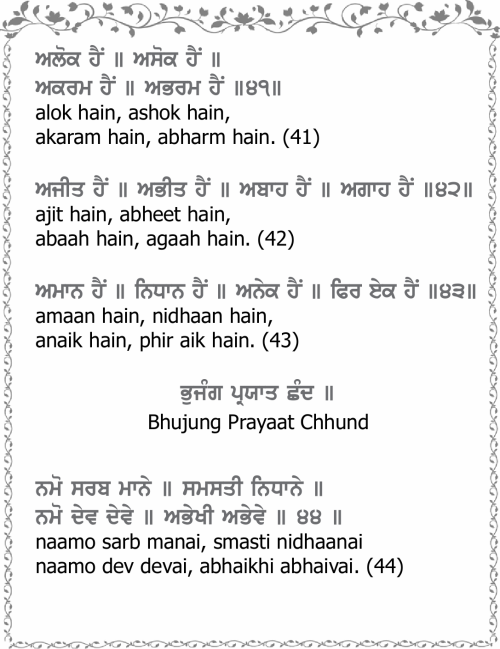 ਅਲੋਕ ਹੈਂ ॥ ਅਸੋਕ ਹੈਂ ॥
ਅਕਰਮ ਹੈਂ ॥ ਅਭਰਮ ਹੈਂ ॥੪੧॥
alok hain, ashok hain,
akaram hain, abharm hain. (41)
ਅਜੀਤ ਹੈਂ ॥ ਅਭੀਤ ਹੈਂ ॥ ਅਬਾਹ ਹੈਂ ॥ ਅਗਾਹ ਹੈਂ ॥੪੨॥
ajit hain, abheet hain,
abaah hain, agaah hain. (42)
ਅਮਾਨ ਹੈਂ ॥ ਨਿਧਾਨ ਹੈਂ ॥ ਅਨੇਕ ਹੈਂ ॥ ਫਿਰ ਏਕ ਹੈਂ ॥੪੩॥
amaan hain, nidhaan hain,
anaik hain, phir aik hain. (43)
ਭੁਜੰਗ ਪ੍ਰਯਾਤ ਛੰਦ ॥
Bhujung Prayaat Chhund
ਨਮੋ ਸਰਬ ਮਾਨੇ ॥ ਸਮਸਤੀ ਨਿਧਾਨੇ ॥
ਨਮੋ ਦੇਵ ਦੇਵੇ ॥ ਅਭੇਖੀ ਅਭੇਵੇ ॥ ੪੪ ॥
naamo sarb manai, smasti nidhaanai
naamo dev devai, abhaikhi abhaivai. (44)